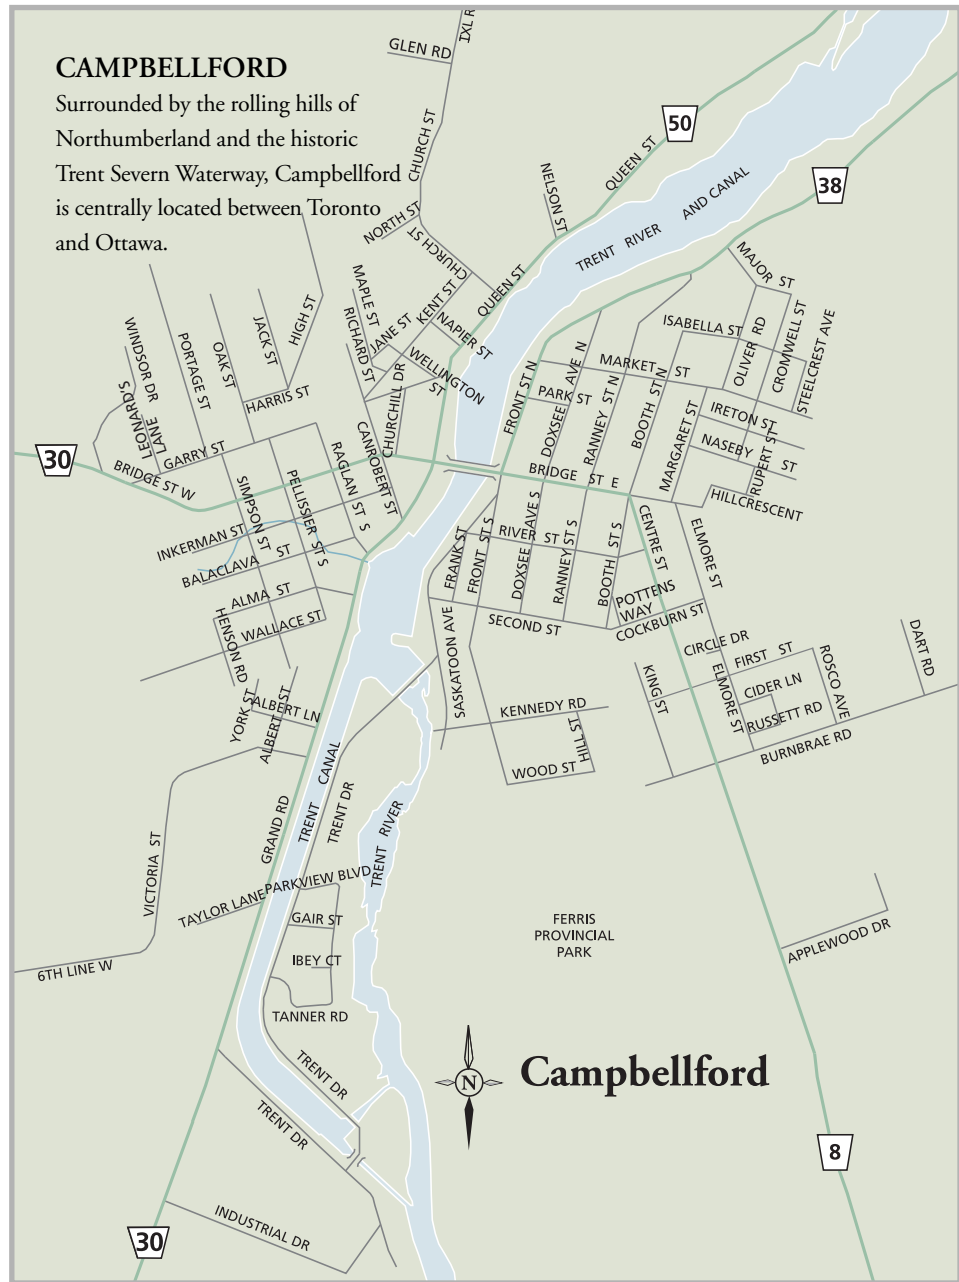 CAMPBELLFORD
Surrounded by the rolling hills of
Northumberland and the historic
Trent Severn Waterway, Campbellford
is centrally located between Toronto
and Ottawa.
IXL R
GLEN RD
CHURCH ST
50
QUEEN ST
38
NELSON ST
TRENT RIVER AND CANAL
NORTH ST
CHURCH ST
QUEEN ST
MAJOR ST
MAPLE ST
KENT ST
NAPIER ST
JANE ST
RICHARD ST
WELLINGTON
ST
HIGH ST
JACK ST
OAK ST
PORTAGE ST
WINDSOR DR
LEONARD'S
LANE
HARRIS ST
CHURCHILL DR
CANROBERT ST
ISABELLA ST
OLIVER RD
CROMWELL ST
STEELCREST AVE
MARKET ST
PARK ST
FRONT ST N
DOXSEE AVE N
RANNEY ST N
BOOTH ST N
MARGARET ST
IRETON ST
NASEBY ST
RUPERT ST
HILLCRESCENT
30
GARRY ST
BRIDGE ST W
BRIDGE ST E
RAGLAN ST S
PELLISSIER ST S
SIMPSON ST
INKERMAN ST
BALACLAVA ST
ALMA ST
WALLACE ST
HENSON RD
FRANK ST
FRONT ST S
RIVER ST
DOXSEE AVE S
RANNEY ST S
BOOTH ST S
CENTRE ST
ELMORE ST
POTTENS
WAY
COCKBURN ST
SECOND ST
SASKATOON AVE
CIRCLE DR
FIRST ST
CIDER LN
RUSSETT RD
ELMORE ST
ROSCO AVE
DART RD
KING ST
BURNBRAE RD
KENNEDY RD
HILL ST
WOOD ST
YORK ST
ALBERT LN
ALBERT ST
TRENT CANAL
TRENT DR
GRAND RD
TRENT RIVER
VICTORIA ST
TAYLOR LANE
PARKVIEW BLVD
GAIR ST
IBEY CT
TANNER RD
6TH LINE W
FERRIS
PROVINCIAL
PARK
APPLEWOOD DR
N
Campbellford
TRENT DR
TRENT DR
8
INDUSTRIAL DR
30